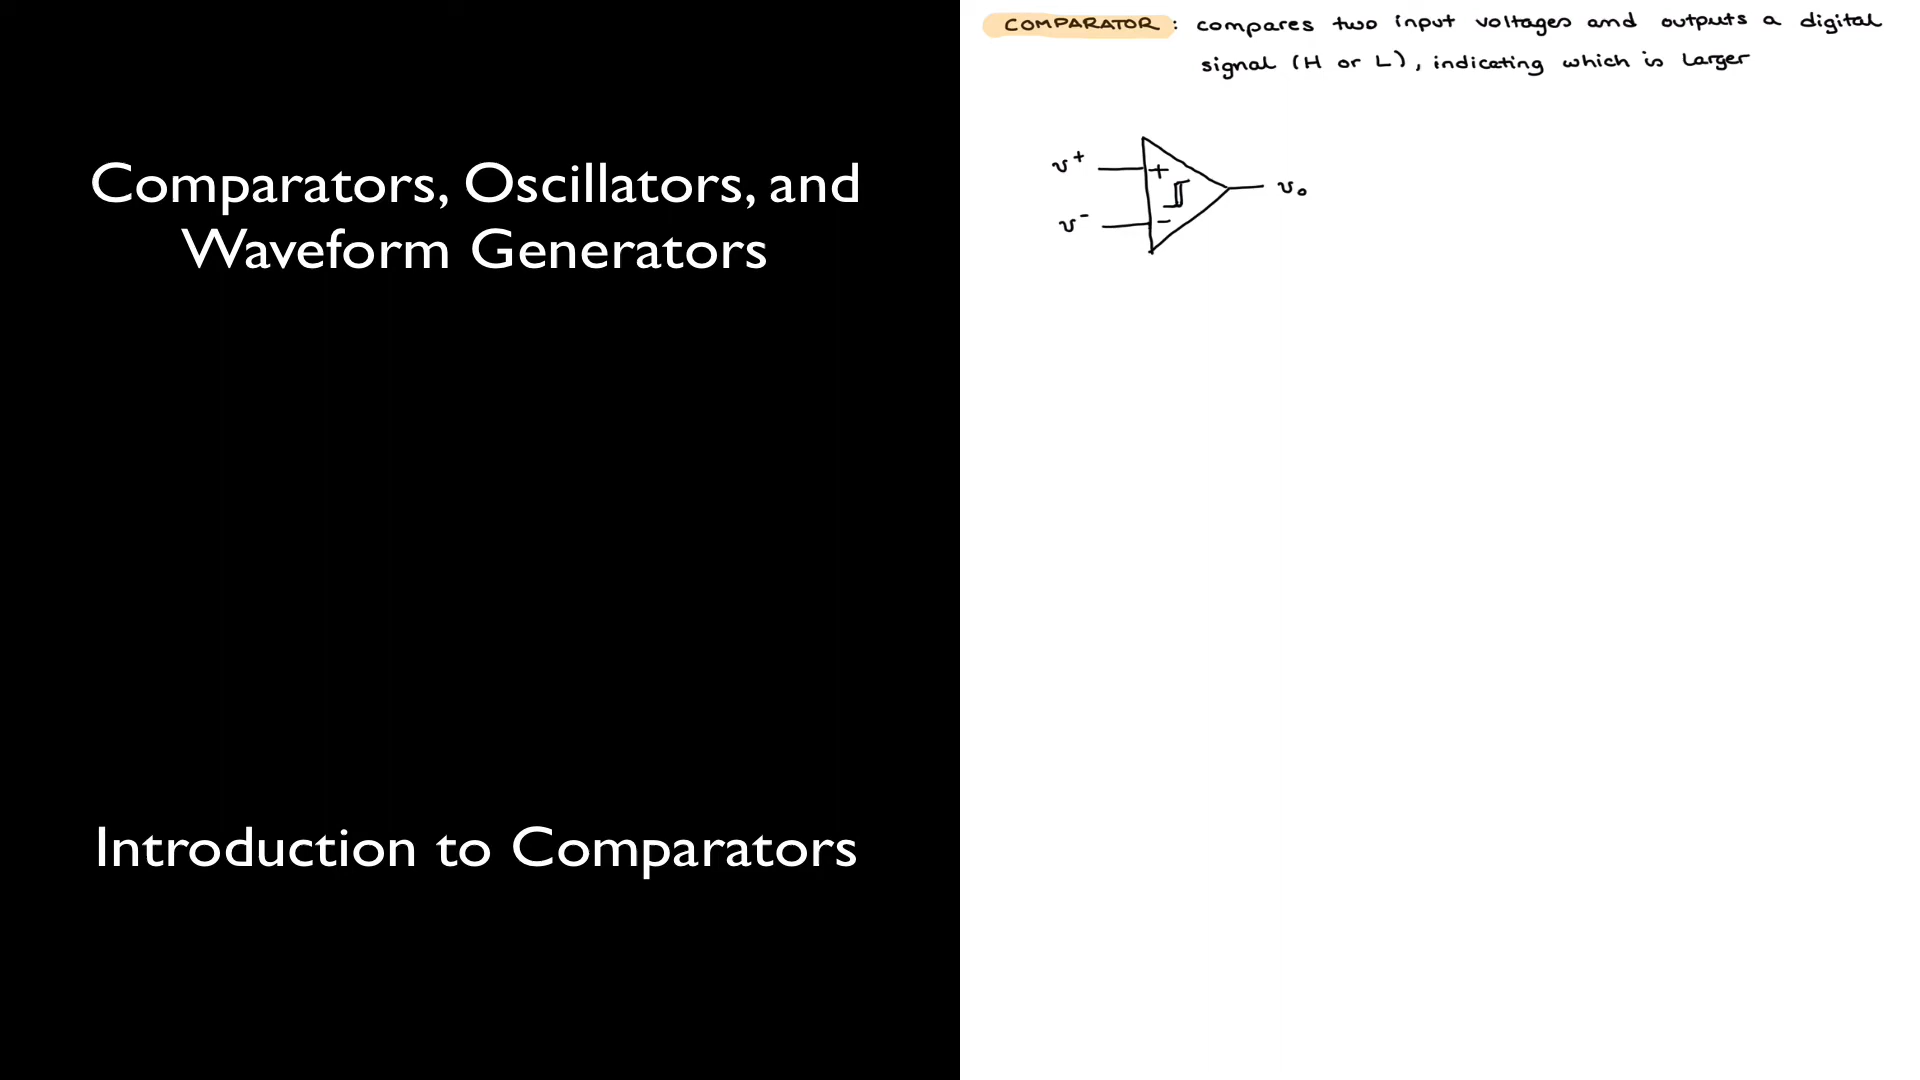 Comparators, Oscillators, and
Waveform Generators
Introduction to Comparators
COMPARATOR : compares two input voltages and outputs a digital
signal (H or L), indicating which is larger
v+
+
v-
-
vo